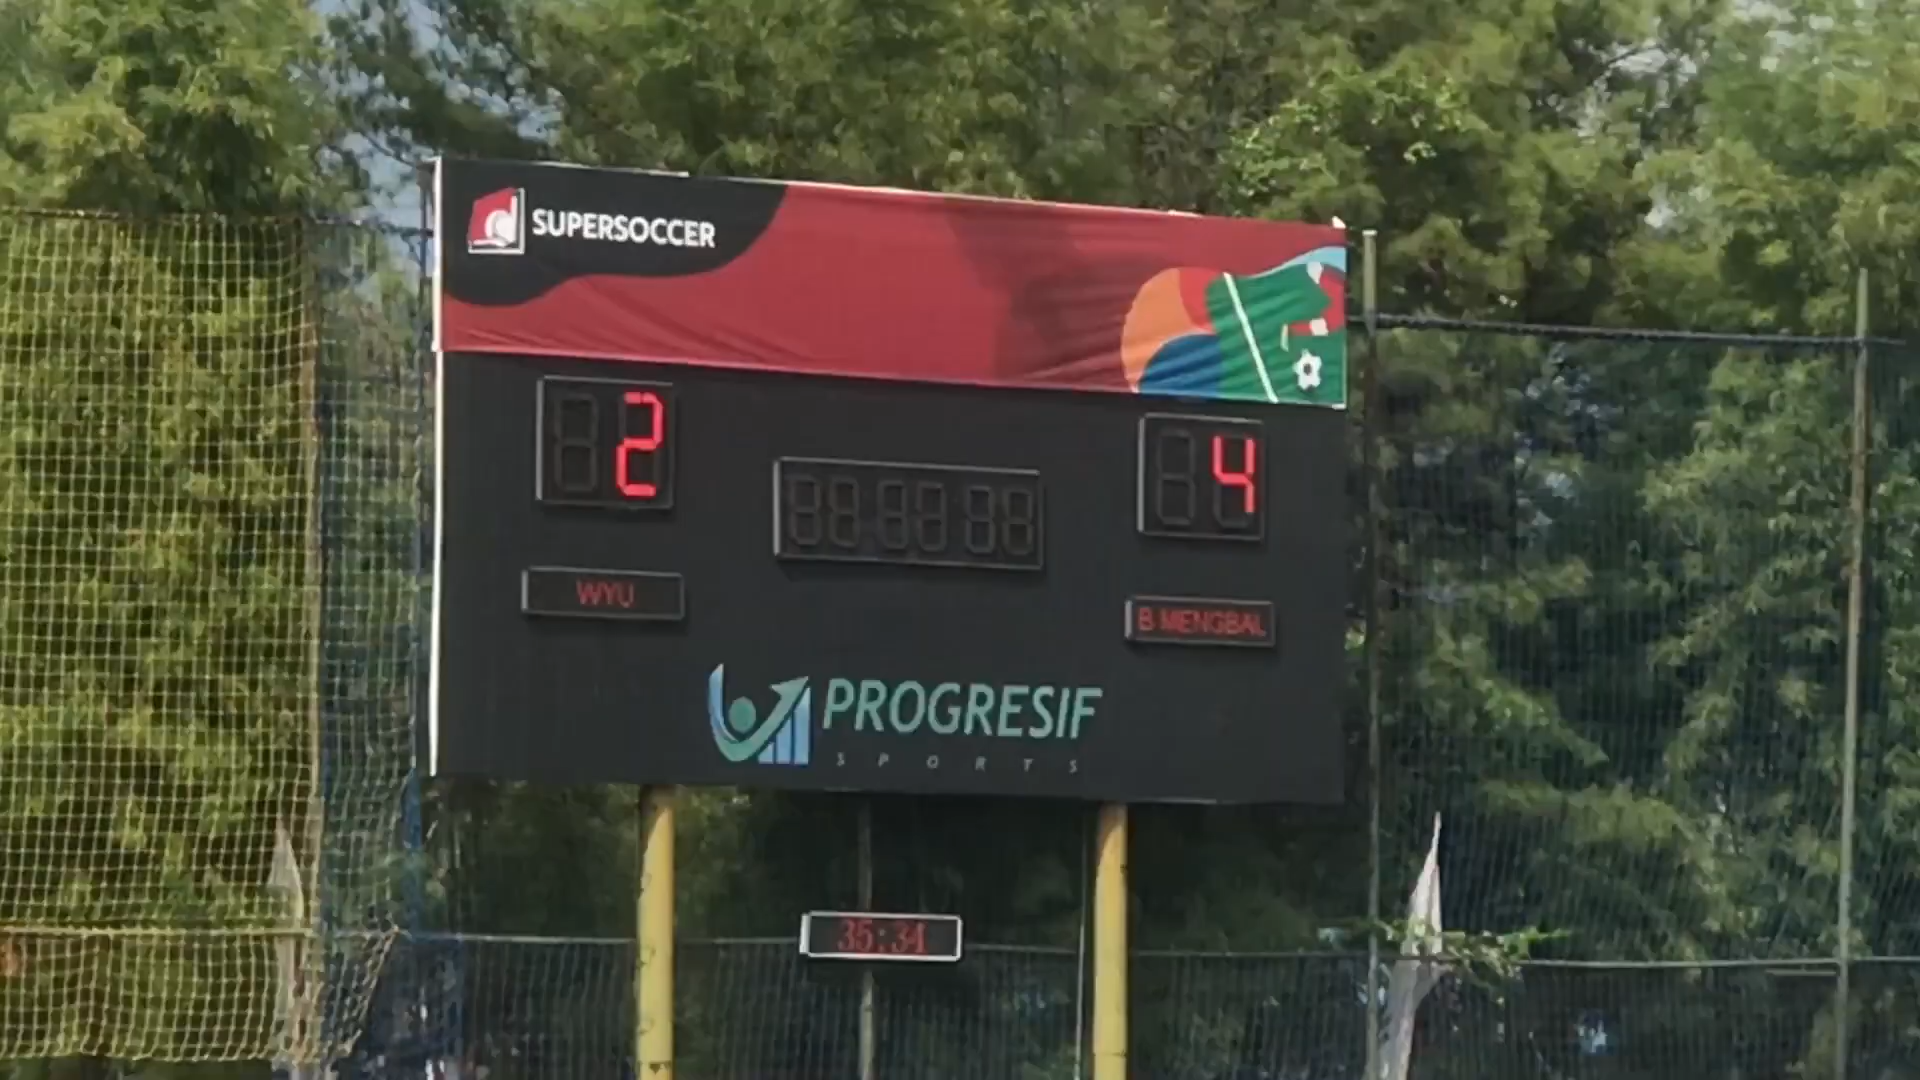 SUPERSOCCER
2
4
WYU
B MENGBAL
PROGRESIF
SPORTS
35:34